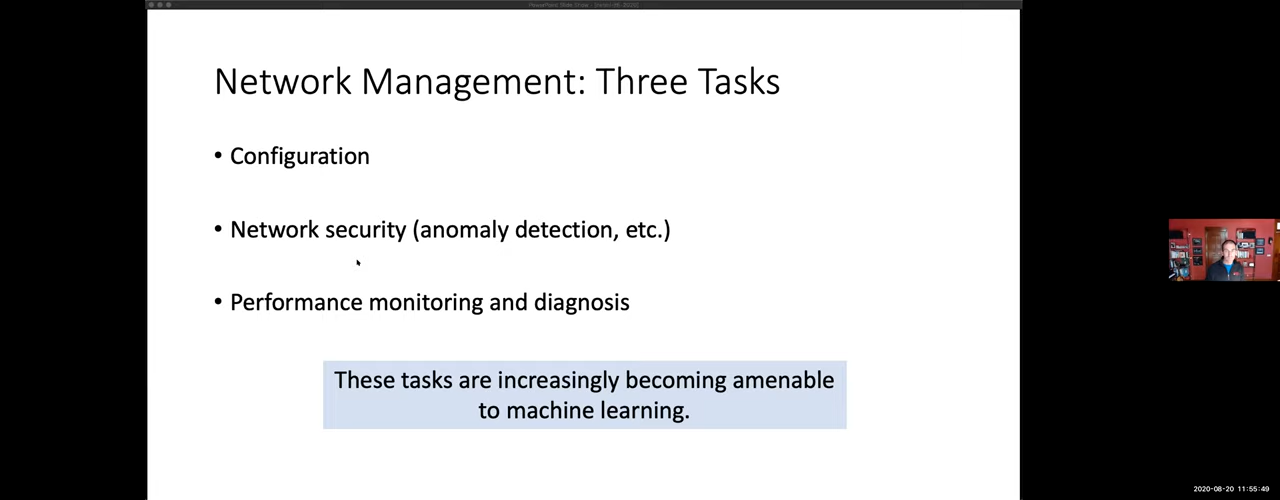 Network Management: Three Tasks
• Configuration
• Network security (anomaly detection, etc.)
• Performance monitoring and diagnosis
These tasks are increasingly becoming amenable
to machine learning.
2020-08-20 11:55:49